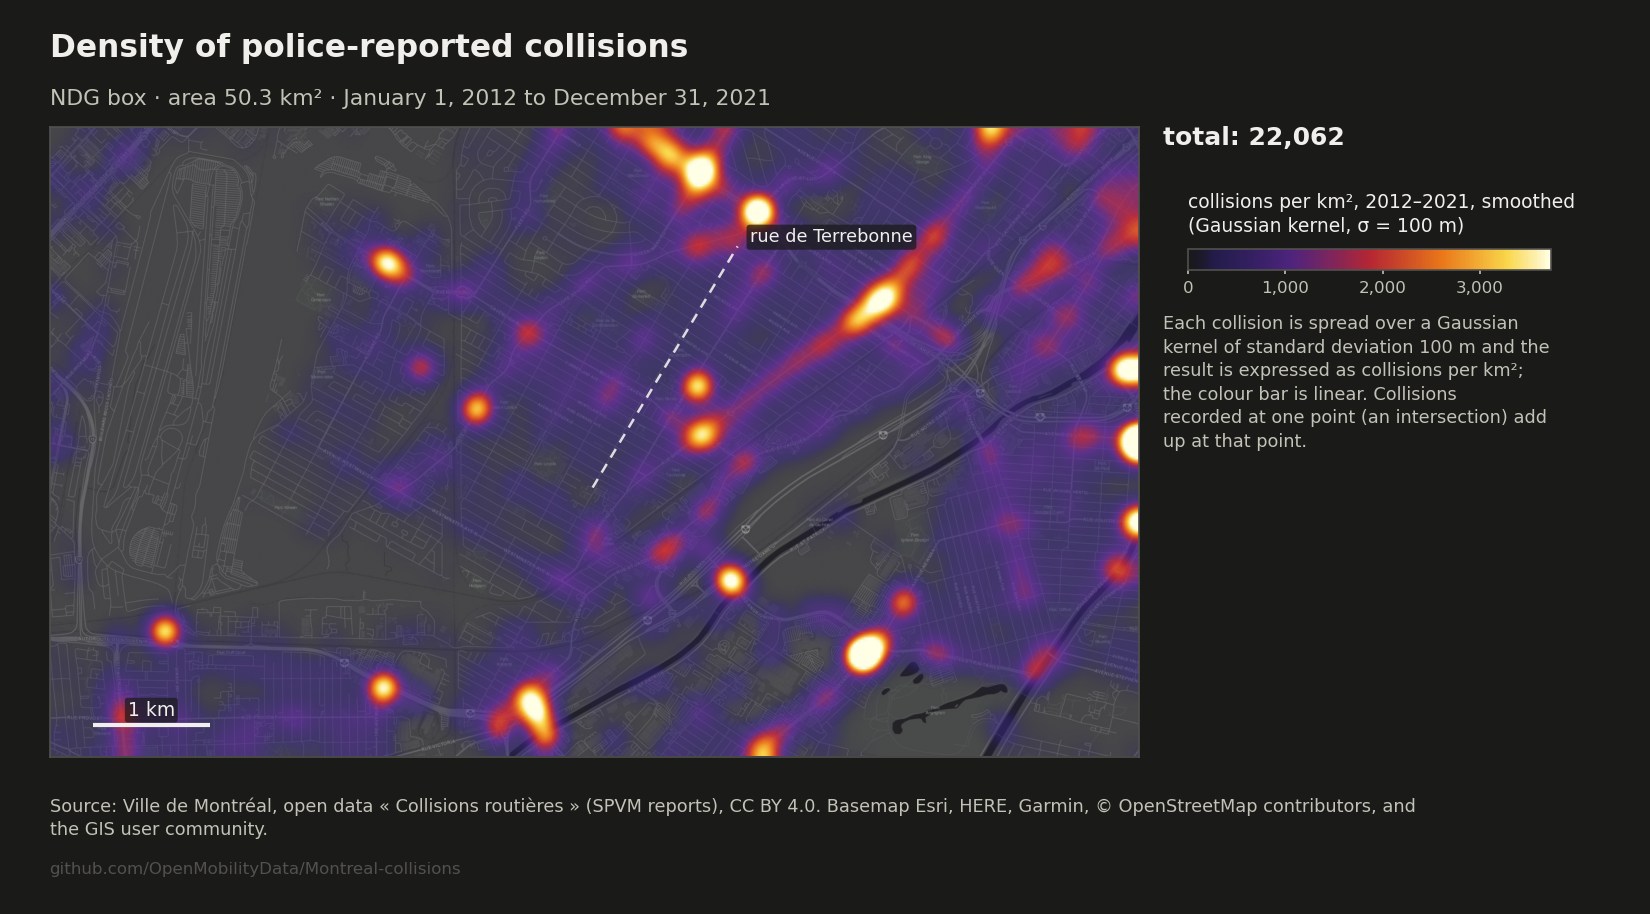 Density of police-reported collisions
NDG box · area 50.3 km² · January 1, 2012 to December 31, 2021
total: 22,062
collisions per km², 2012–2021, smoothed
(Gaussian kernel, σ = 100 m)
0 1,000 2,000 3,000
Each collision is spread over a Gaussian
kernel of standard deviation 100 m and the
result is expressed as collisions per km²;
the colour bar is linear. Collisions
recorded at one point (an intersection) add
up at that point.
rue de Terrebonne
1 km
Source: Ville de Montréal, open data « Collisions routières » (SPVM reports), CC BY 4.0. Basemap Esri, HERE, Garmin, © OpenStreetMap contributors, and
the GIS user community.
github.com/OpenMobilityData/Montreal-collisions